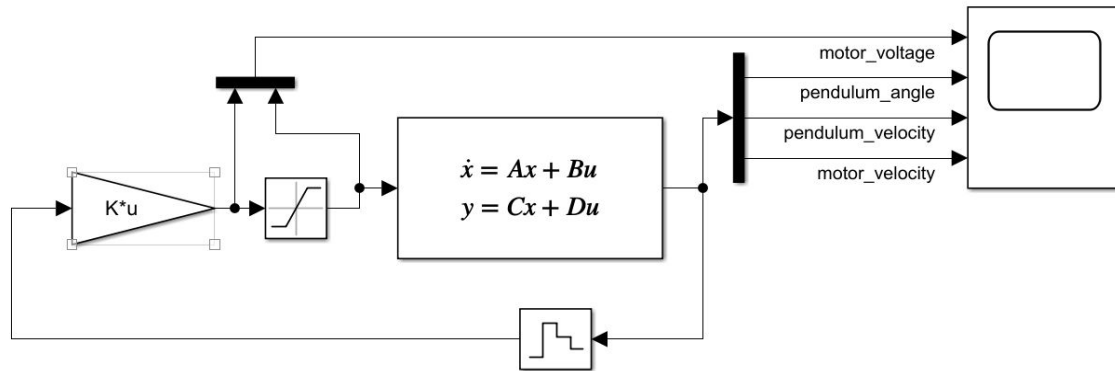 motor_voltage
pendulum_angle
pendulum_velocity
motor_velocity
K*u
ẋ = Ax + Bu
y = Cx + Du